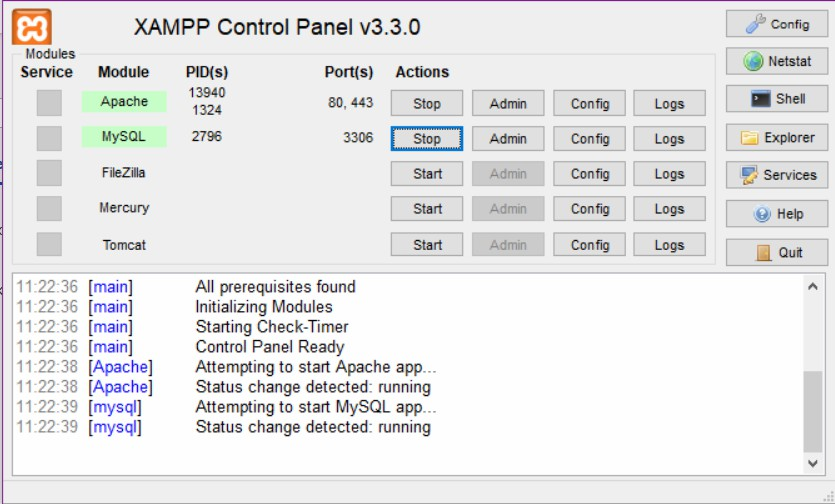 XAMPP Control Panel v3.3.0
Config
Modules
Service Module PID(s) Port(s) Actions
Netstat
Apache 13940 1324 80, 443 Stop Admin Config Logs
Shell
MySQL 2796 3306 Stop Admin Config Logs
Explorer
FileZilla Start Admin Config Logs
Services
Mercury Start Admin Config Logs
Help
Tomcat Start Admin Config Logs
Quit
11:22:36 [main] All prerequisites found
11:22:36 [main] Initializing Modules
11:22:36 [main] Starting Check-Timer
11:22:36 [main] Control Panel Ready
11:22:38 [Apache] Attempting to start Apache app...
11:22:38 [Apache] Status change detected: running
11:22:39 [mysql] Attempting to start MySQL app...
11:22:39 [mysql] Status change detected: running